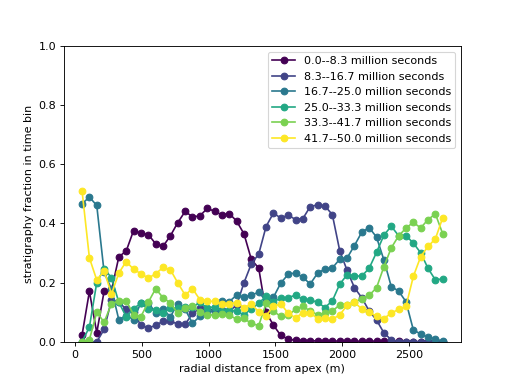 1.0
0.8
0.6
0.4
0.2
0.0
stratigraphy fraction in time bin
0.0--8.3 million seconds
8.3--16.7 million seconds
16.7--25.0 million seconds
25.0--33.3 million seconds
33.3--41.7 million seconds
41.7--50.0 million seconds
0 500 1000 1500 2000 2500
radial distance from apex (m)